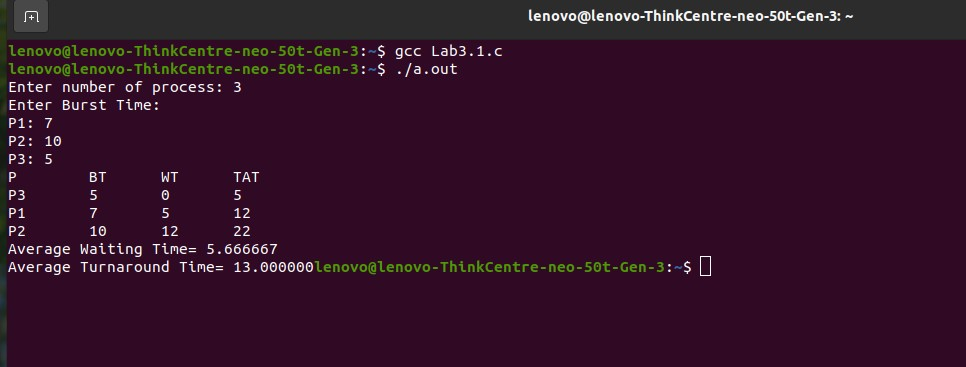 lenovo@lenovo-ThinkCentre-neo-50t-Gen-3: ~
lenovo@lenovo-ThinkCentre-neo-50t-Gen-3:~$ gcc Lab3.1.c
lenovo@lenovo-ThinkCentre-neo-50t-Gen-3:~$ ./a.out
Enter number of process: 3
Enter Burst Time:
P1: 7
P2: 10
P3: 5
P BT WT TAT
P3 5 0 5
P1 7 5 12
P2 10 12 22
Average Waiting Time= 5.666667
Average Turnaround Time= 13.000000lenovo@lenovo-ThinkCentre-neo-50t-Gen-3:~$